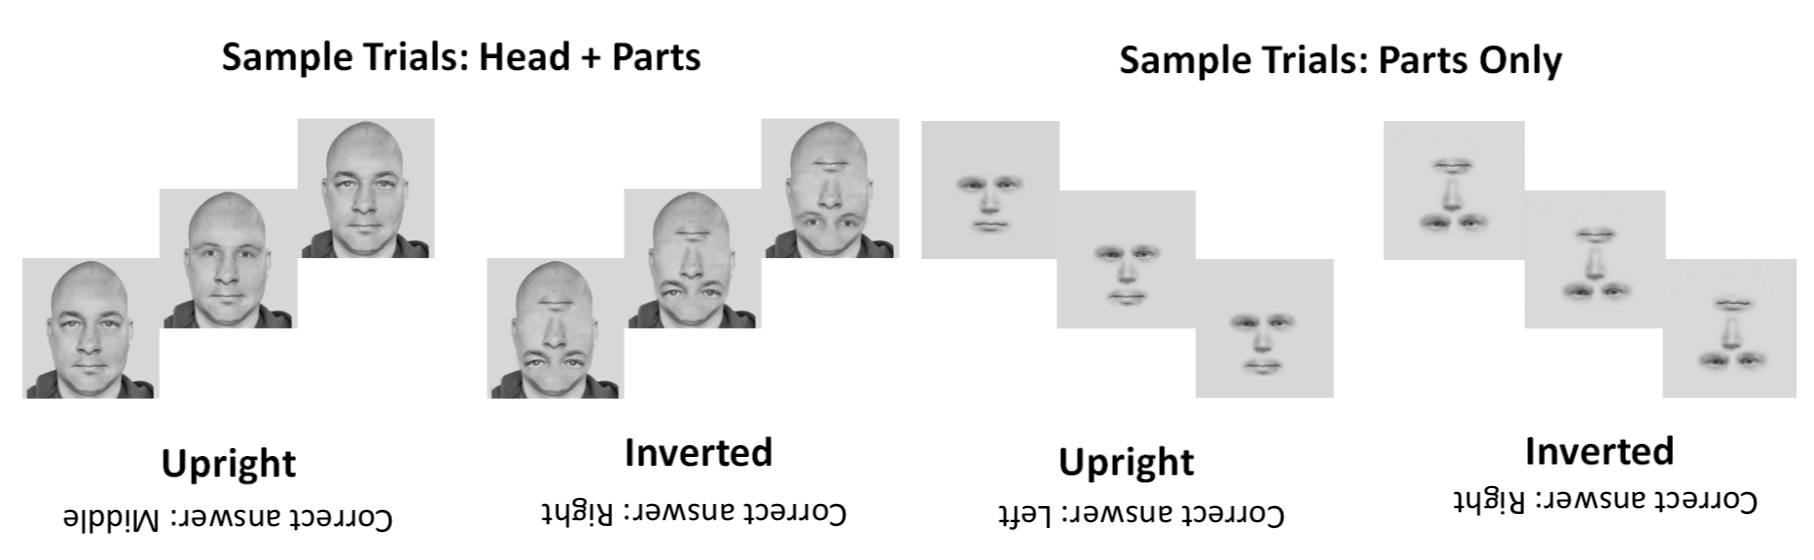 Sample Trials: Head + Parts
Sample Trials: Parts Only
Upright
Correct answer: Middle
Inverted
Correct answer: Right
Upright
Correct answer: Left
Inverted
Correct answer: Right